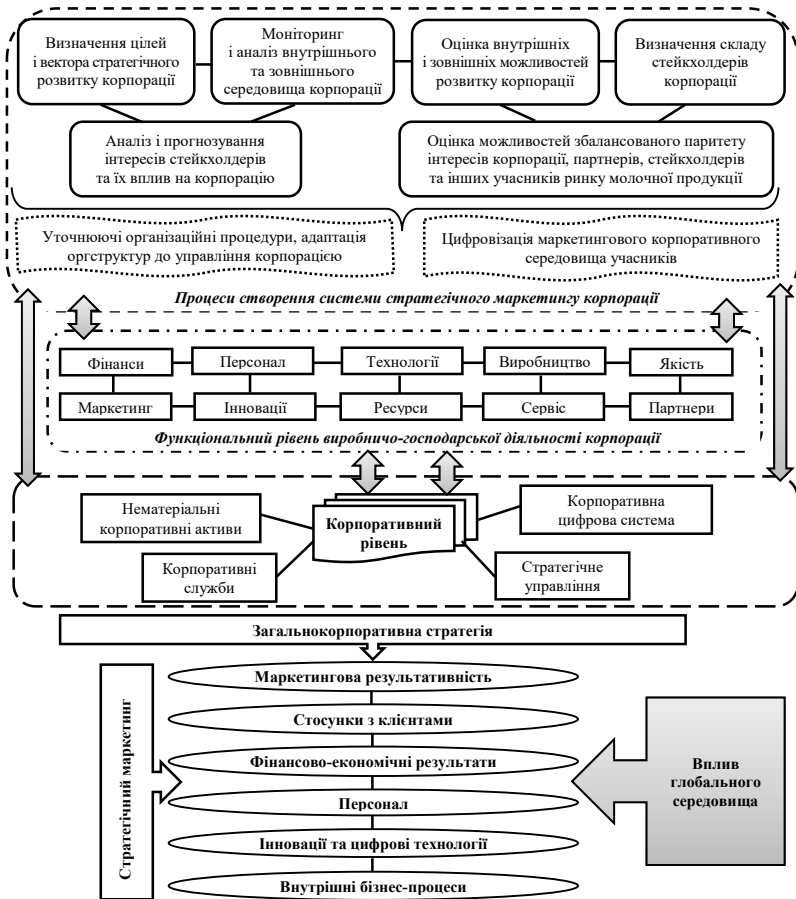 Визначення цілей
і вектора стратегічного
розвитку корпорації
Моніторинг
і аналіз внутрішнього
та зовнішнього
середовища корпорації
Оцінка внутрішніх
і зовнішніх можливостей
розвитку корпорації
Визначення складу
стейкхолдерів
корпорації
Аналіз і прогнозування
інтересів стейкхолдерів
та їх вплив на корпорацію
Оцінка можливостей збалансованого паритету
інтересів корпорації, партнерів, стейкхолдерів
та інших учасників ринку молочної продукції
Уточнюючі організаційні процедури, адаптація
оргструктур до управління корпорацією
Цифровізація маркетингового корпоративного
середовища учасників
Процеси створення системи стратегічного маркетингу корпорації
Фінанси
Персонал
Технології
Виробництво
Якість
Маркетинг
Інновації
Ресурси
Сервіс
Партнери
Функціональний рівень виробничо-господарської діяльності корпорації
Нематеріальні
корпоративні активи
Корпоративний
рівень
Корпоративна
цифрова система
Корпоративні
служби
Стратегічне
управління
Загальнокорпоративна стратегія
Стратегічний маркетинг
Маркетингова результативність
Стосунки з клієнтами
Фінансово-економічні результати
Персонал
Інновації та цифрові технології
Внутрішні бізнес-процеси
Вплив
глобального
середовища